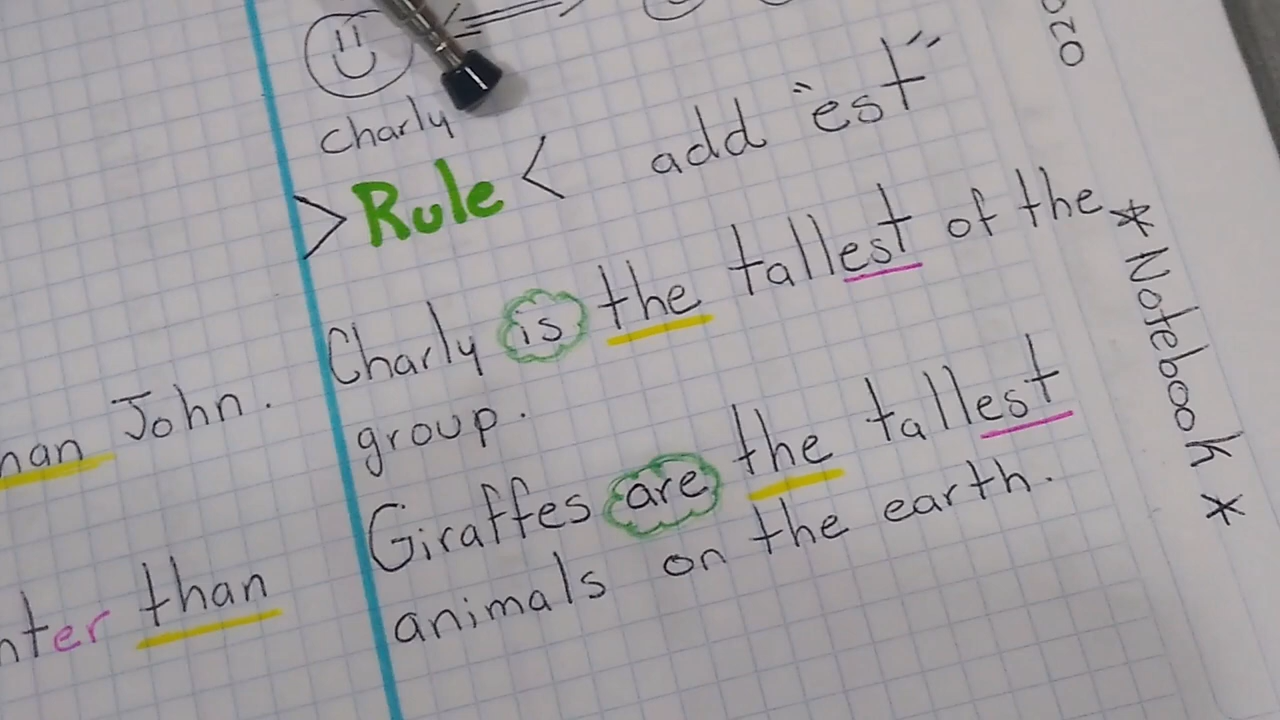 charly
> Rule < add "est"
Charly is the tallest of the
group.
Giraffes are the tallest
animals on the earth.
John.
than
* Notebook *